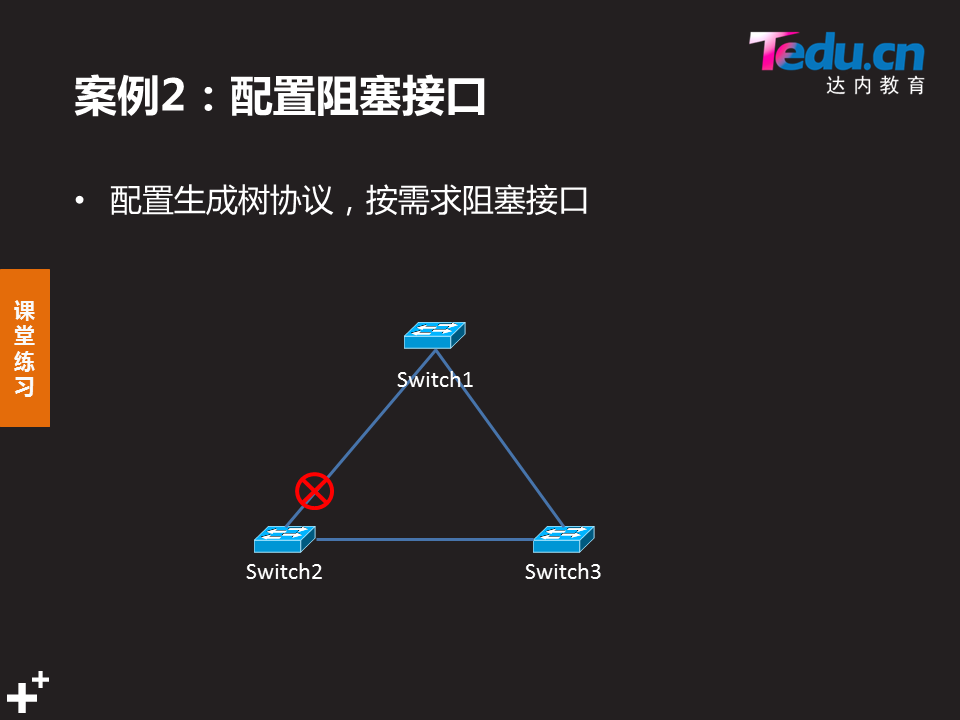 Tedu.cn
达内教育
案例2：配置阻塞接口
• 配置生成树协议，按需求阻塞接口
课堂练习
Switch1
Switch2
Switch3